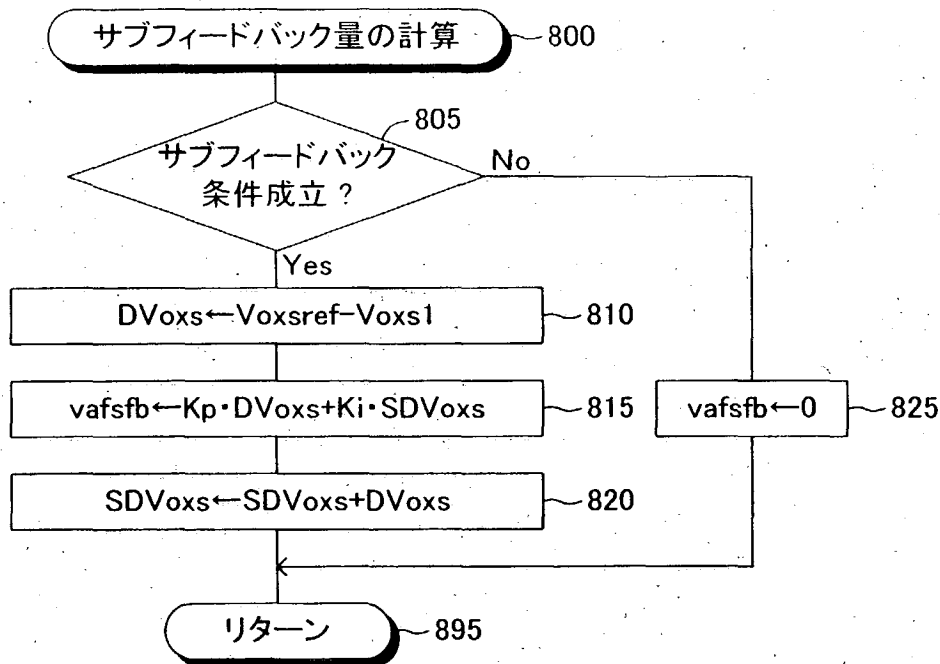 サブフィードバック量の計算
800
805
サブフィードバック
条件成立?
No
Yes
DVoxs←Voxsref-Voxs1
810
vafsfb←Kp・DVoxs+Ki・SDVoxs
815
vafsfb←0
825
SDVoxs←SDVoxs+DVoxs
820
リターン
895